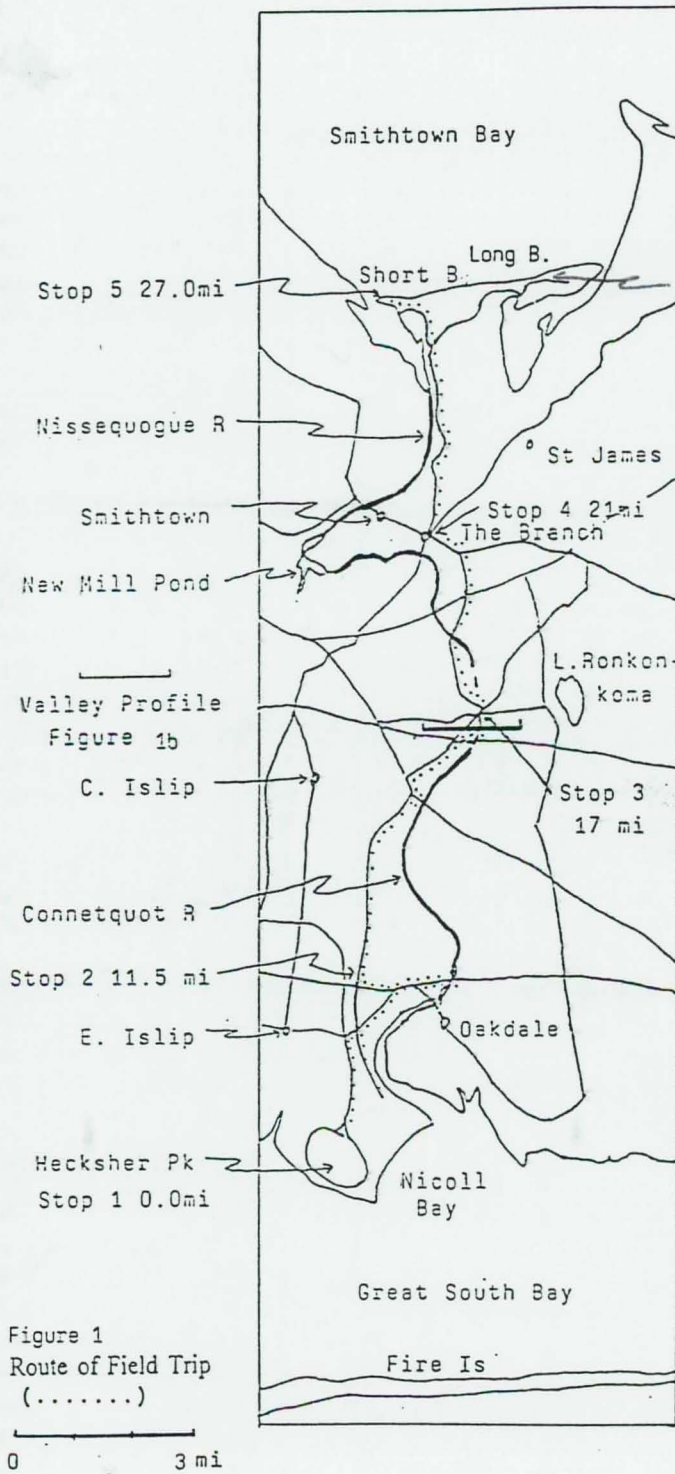 Smithtown Bay
Long B.
Short B.
Stop 5 27.0mi
Nissequogue R
St James
Smithtown
Stop 4 21mi
The Branch
New Mill Pond
L.Ronkon-
koma
Valley Profile
Figure 1b
C. Islip
Stop 3
17 mi
Connetquot R
Stop 2 11.5 mi
E. Islip
Oakdale
Hecksher Pk
Stop 1 0.0mi
Nicoll
Bay
Great South Bay
Fire Is
Figure 1
Route of Field Trip
(.......)
0 3 mi